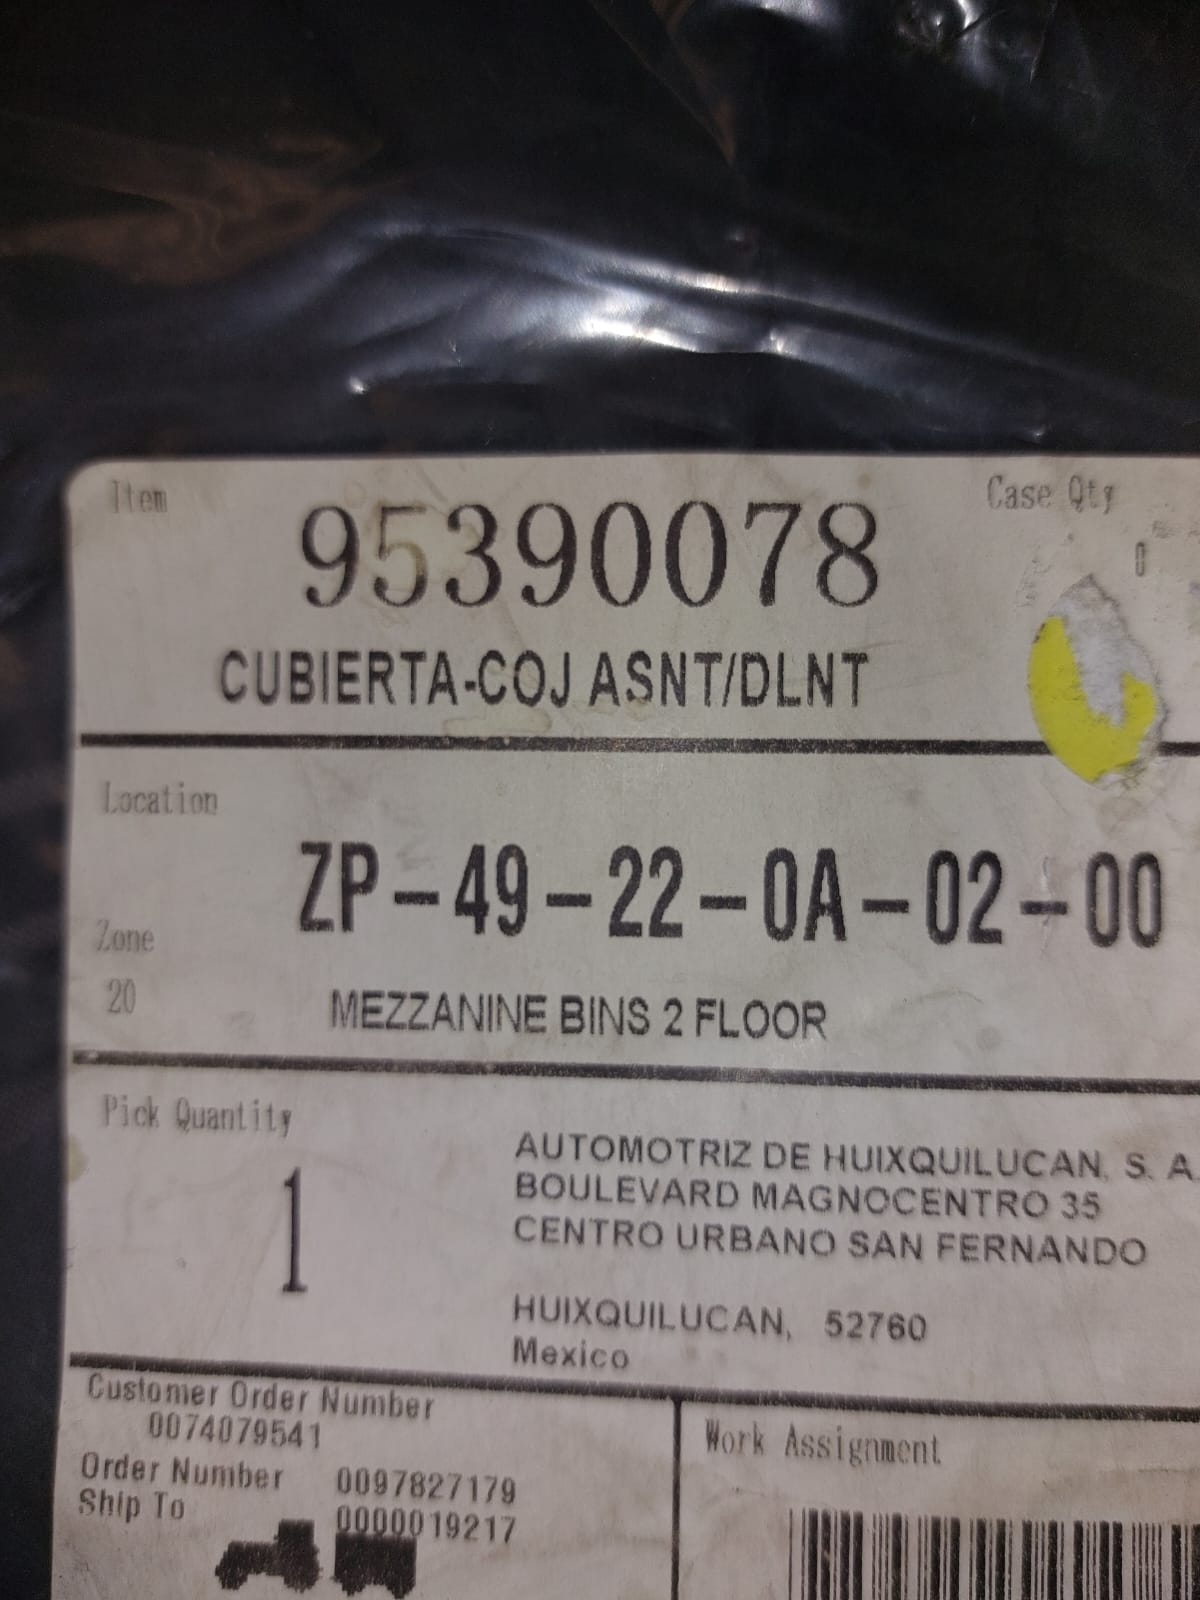 Item
Case Qty
95390078
0
CUBIERTA-COJ ASNT/DLNT
Location
ZP-49-22-0A-02-00
Zone
20
MEZZANINE BINS 2 FLOOR
Pick Quantity
1
AUTOMOTRIZ DE HUIXQUILUCAN, S. A.
BOULEVARD MAGNOCENTRO 35
CENTRO URBANO SAN FERNANDO
HUIXQUILUCAN, 52760
Mexico
Customer Order Number
0074079541
Order Number 0097827179
Ship To 0000019217
Work Assignment